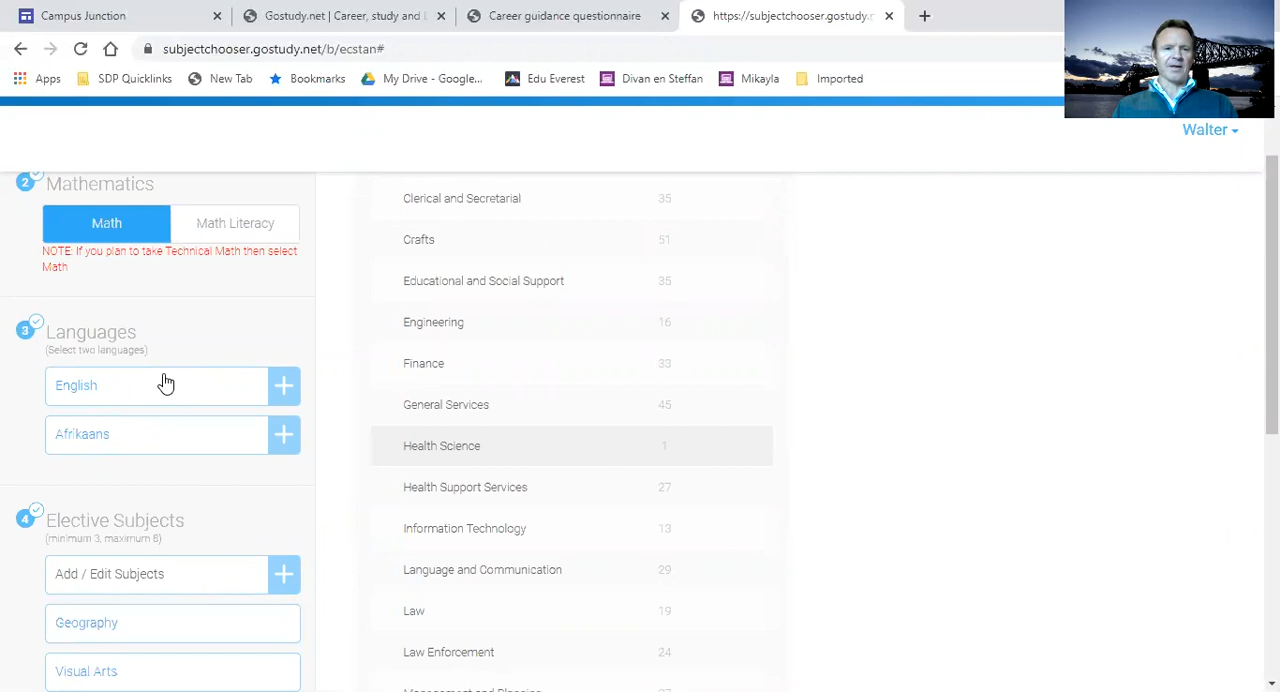 Campus Junction
Gostudy.net | Career, study and
Career guidance questionnaire
https://subjectchooser.gostudy.
subjectchooser.gostudy.net/b/ecstan#
Apps
SDP Quicklinks
New Tab
Bookmarks
My Drive - Google...
Edu Everest
Divan en Steffan
Mikayla
Imported
Walter
2 Mathematics
Math
Math Literacy
NOTE: If you plan to take Technical Math then select
Math
3 Languages
(Select two languages)
English
Afrikaans
4 Elective Subjects
(minimum 3, maximum 8)
Add / Edit Subjects
Geography
Visual Arts
Clerical and Secretarial 35
Crafts 51
Educational and Social Support 35
Engineering 16
Finance 33
General Services 45
Health Science 1
Health Support Services 27
Information Technology 13
Language and Communication 29
Law 19
Law Enforcement 24
Management and Planning